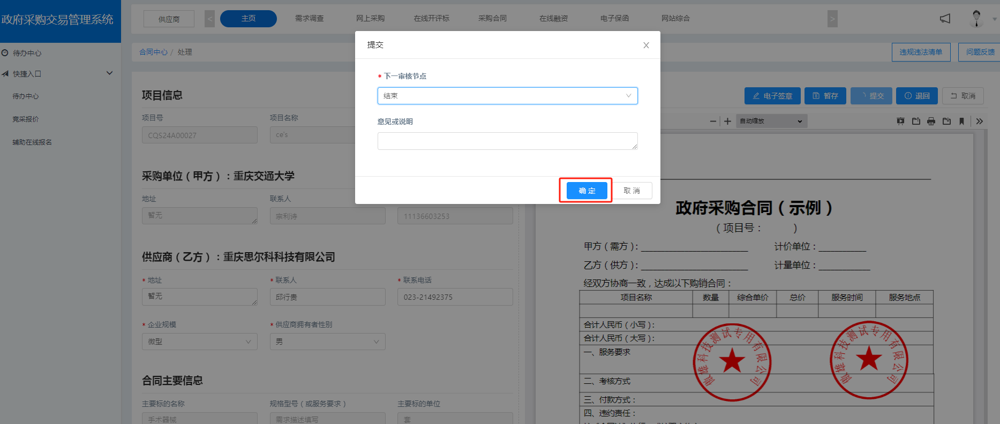 政府采购交易管理系统
供应商
<
主页
需求调查
网上采购
在线开评标
采购合同
在线融资
电子保函
网站综合
>
待办中心
快捷入口
待办中心
竞采报价
辅助在线报名
合同中心 / 处理
违规违法清单
问题反馈
提交
X
* 下一审核节点
结束
意见或说明
确 定
取 消
电子签章
暂存
提交
退回
取消
项目信息
项目号
项目名称
CQS24A00027
ce's
采购单位（甲方）：重庆交通大学
地址
联系人
暂无
宗利诗
11136603253
供应商（乙方）：重庆思尔科科技有限公司
* 地址
* 联系人
* 联系电话
暂无
邱行贵
023-21492375
* 企业规模
* 供应商拥有者性别
微型
男
合同主要信息
主要标的名称
规格型号（或服务要求）
主要标的单位
手术器械
需求描述填写
套
自动缩放
政府采购合同（示例）
（项目号： ）
甲方（需方）：
计价单位：
乙方（供方）：
计量单位：
经双方协商一致，达成以下购销合同：
项目名称 数量 综合单价 总价 服务时间 服务地点
合计人民币（小写）：
合计人民币（大写）：
一、服务要求
二、考核方式
三、付款方式：
四、违约责任：
科技测试专用有限公司
科技测试专用有限公司